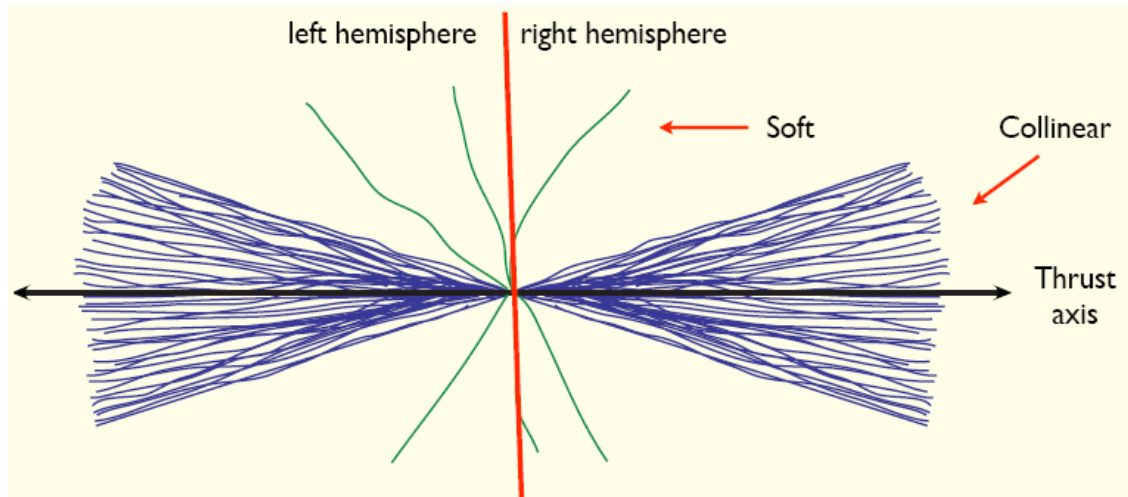 left hemisphere
right hemisphere
Soft
Collinear
Thrust
axis